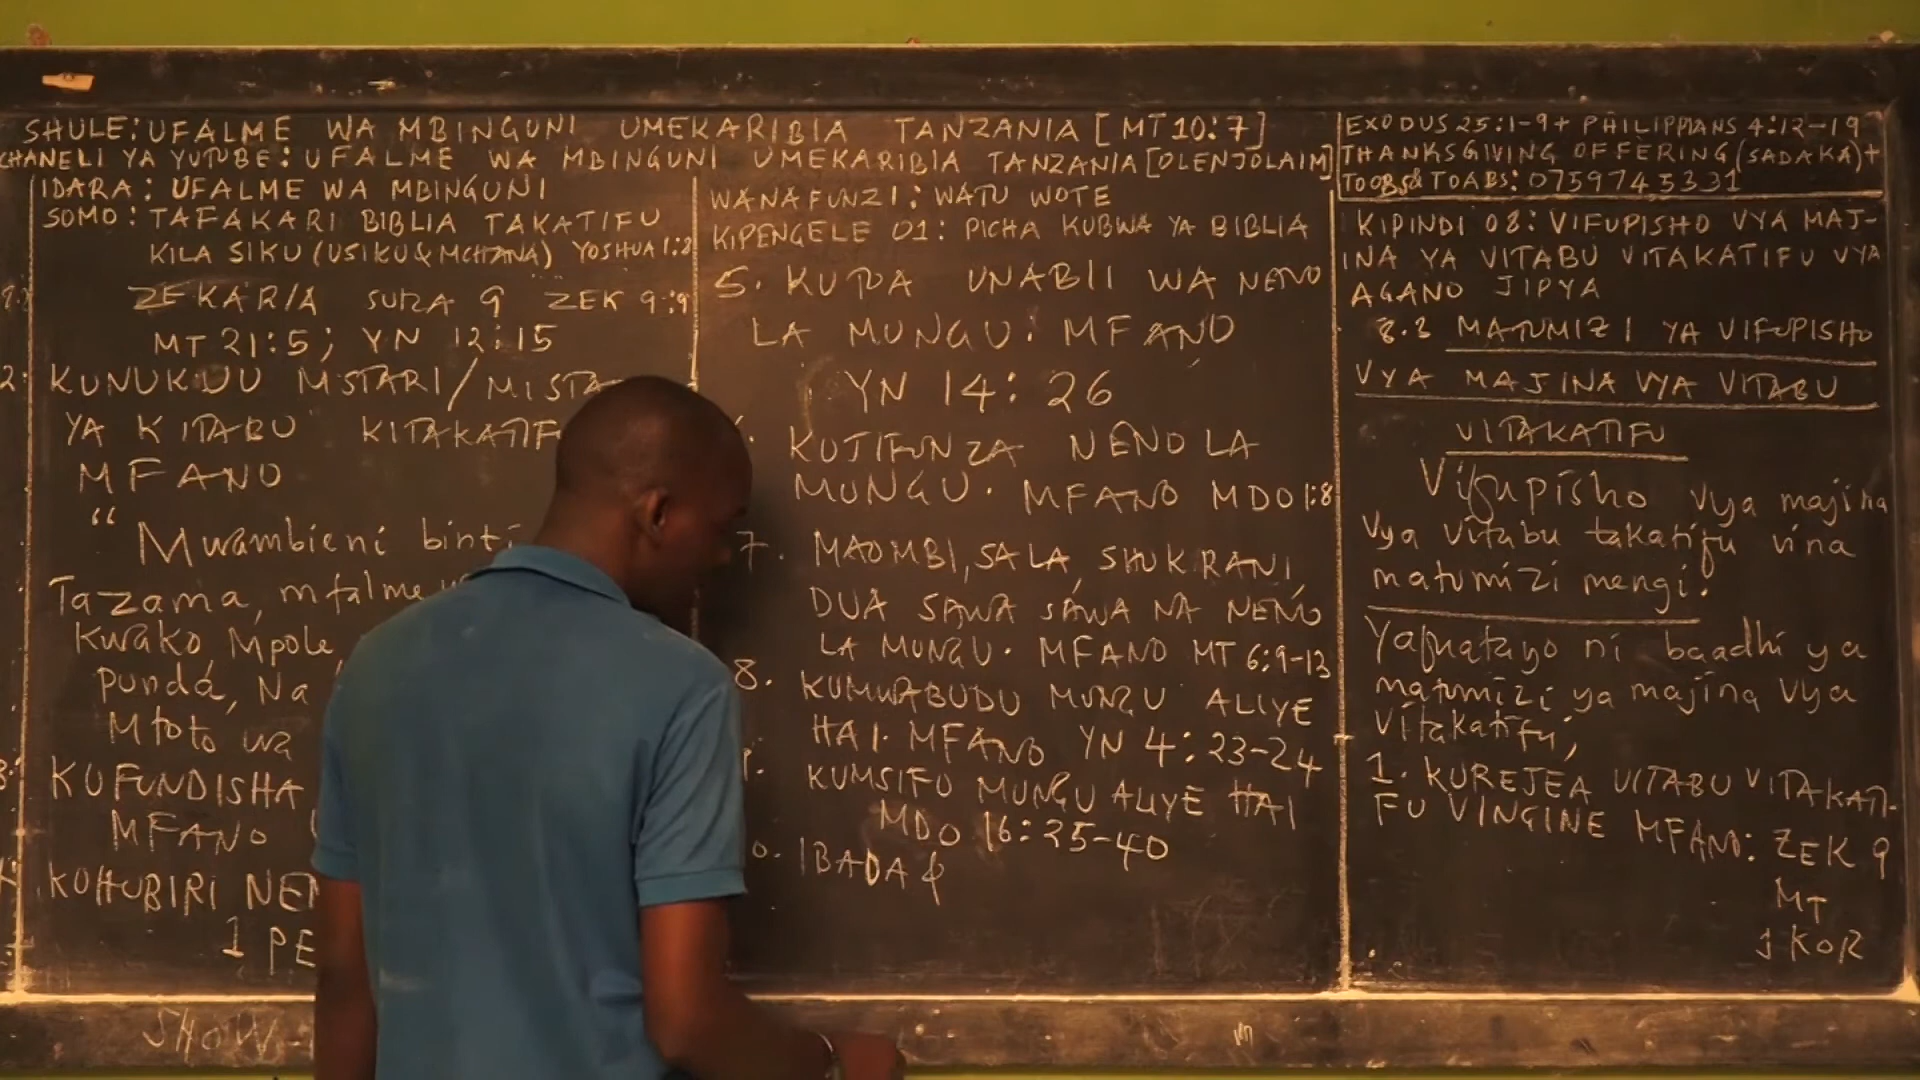 SHULE: UFALME WA MBINGUNI UMEKARIBIA TANZANIA [MT 10:7]
CHANELI YA YUTUBE: UFALME WA MBINGUNI UMEKARIBIA TANZANIA [OLENJOLAIM]
IDARA: UFALME WA MBINGUNI
SOMO: TAFAKARI BIBLIA TAKATIFU
KILA SIKU (USIKU & MCHANA) YOSHUA 1:8
ZEKARIA SURA 9 ZEK 9:9
MT 21:5; YN 12:15
2. KUNUKUU MSTARI/MISTA
YA KITABU KITAKATIF
MFANO
“ Mwambieni binti
Tazama, mfalme
Kwako, Mpole,
punda, Na
Mtoto wa
KUFUNDISHA
MFANO
KUHUBIRI NEN
1 PE
WANAFUNZI: WATU WOTE
KIPENGELE 01: PICHA KUBWA YA BIBLIA
5. KUTOA UNABII WA NENO
LA MUNGU. MFANO
YN 14:26
KUJIFUNZA NENO LA
MUNGU. MFANO MDO 1:8
7. MAOMBI, SALA, SHUKRANI,
DUA SAWA SAWA NA NENO
LA MUNGU. MFANO MT 6:9-13
8. KUMWABUDU MUNGU ALIYE
HAI. MFANO YN 4:23-24
KUMSIFU MUNGU ALIYE HAI
MDO 16:25-40
0. IBADA
EXODUS 25:1-9 + PHILIPPIANS 4:12-19
THANKSGIVING OFFERING (SADAKA) +
TOOBS & TOABS: 0759745331
KIPINDI 08: VIFUPISHO VYA MAJ-
INA YA VITABU VITAKATIFU VYA
AGANO JIPYA
8.2 MATUMIZI YA VIFUPISHO
VYA MAJINA VYA VITABU
VITAKATIFU
Vifupisho vya majina
vya vitabu takatifu vina
matumizi mengi.
Yafuatayo ni baadhi ya
matumizi ya majina vya
vitakatifu;
1. KUREJEA VITABU VITAKATI-
FU VINGINE MFANO: ZEK 9
MT
1 KOR
SHOW